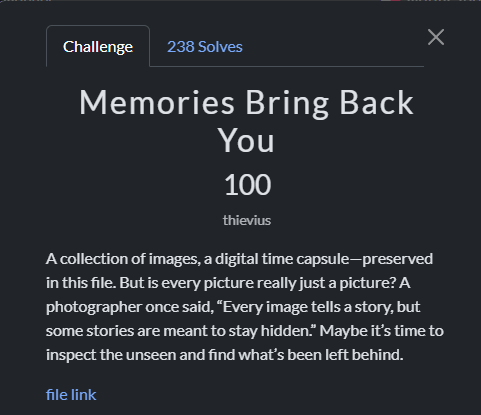 Challenge
238 Solves
Memories Bring Back
You
100
thievius
A collection of images, a digital time capsule—preserved
in this file. But is every picture really just a picture? A
photographer once said, “Every image tells a story, but
some stories are meant to stay hidden.” Maybe it’s time to
inspect the unseen and find what’s been left behind.
file link